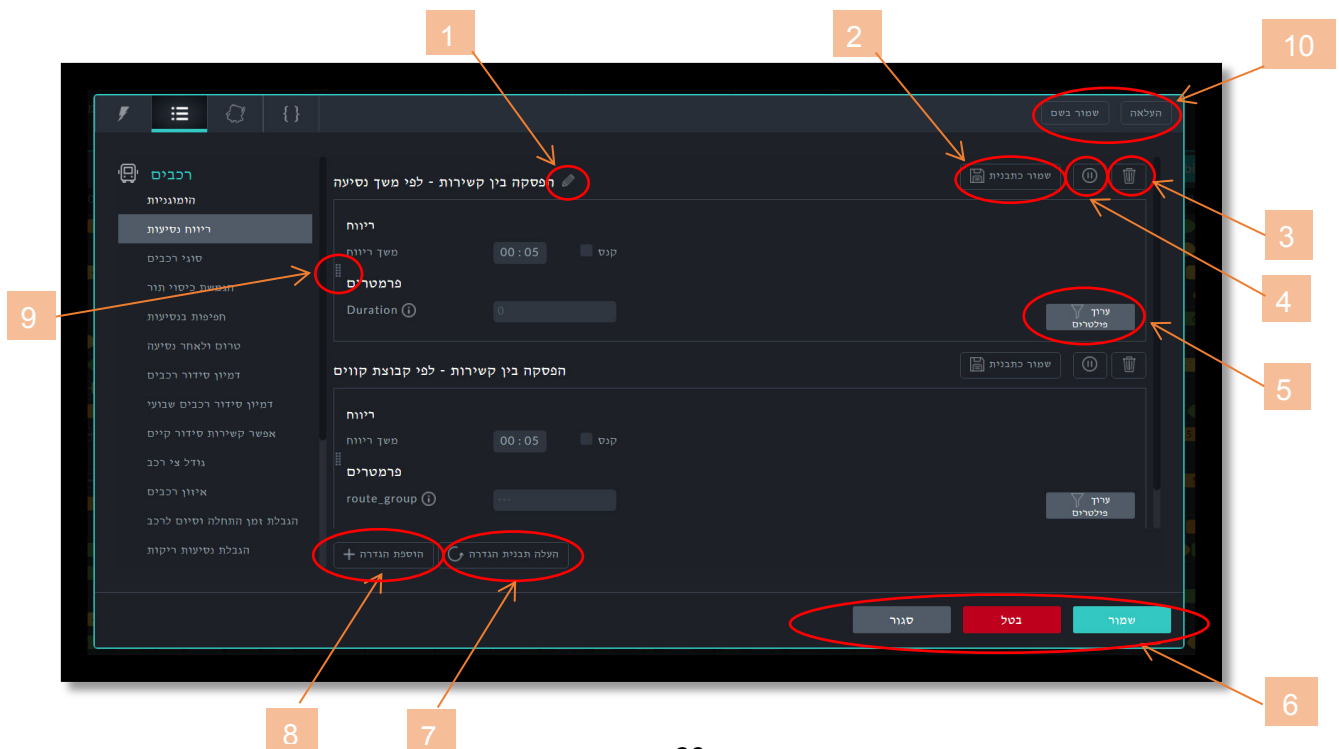 1
2
10
{ }
שמור בשם
העלאה
רכבים
הומוגניות
ריווח נסיעות
סוגי רכבים
הגמשת כיסוי תור
חפיפות בנסיעות
טרום ולאחר נסיעה
דמיון סידור רכבים
דמיון סידור רכבים שבועי
אפשר קשירות סידור קיים
גודל צי רכב
איזון רכבים
הגבלת זמן התחלה וסיום לרכב
הגבלת נסיעות ריקות
הפסקה בין קשירות - לפי משך נסיעה
שמור כתבנית
ריווח
משך ריווח
00 : 05
קנס
פרמטרים
Duration
0
ערוך
פילטרים
הפסקה בין קשירות - לפי קבוצת קווים
שמור כתבנית
ריווח
משך ריווח
00 : 05
קנס
פרמטרים
route_group
---
ערוך
פילטרים
הוספת הגדרה +
העלה תבנית הגדרה
סגור
בטל
שמור
3
4
5
9
6
8
7